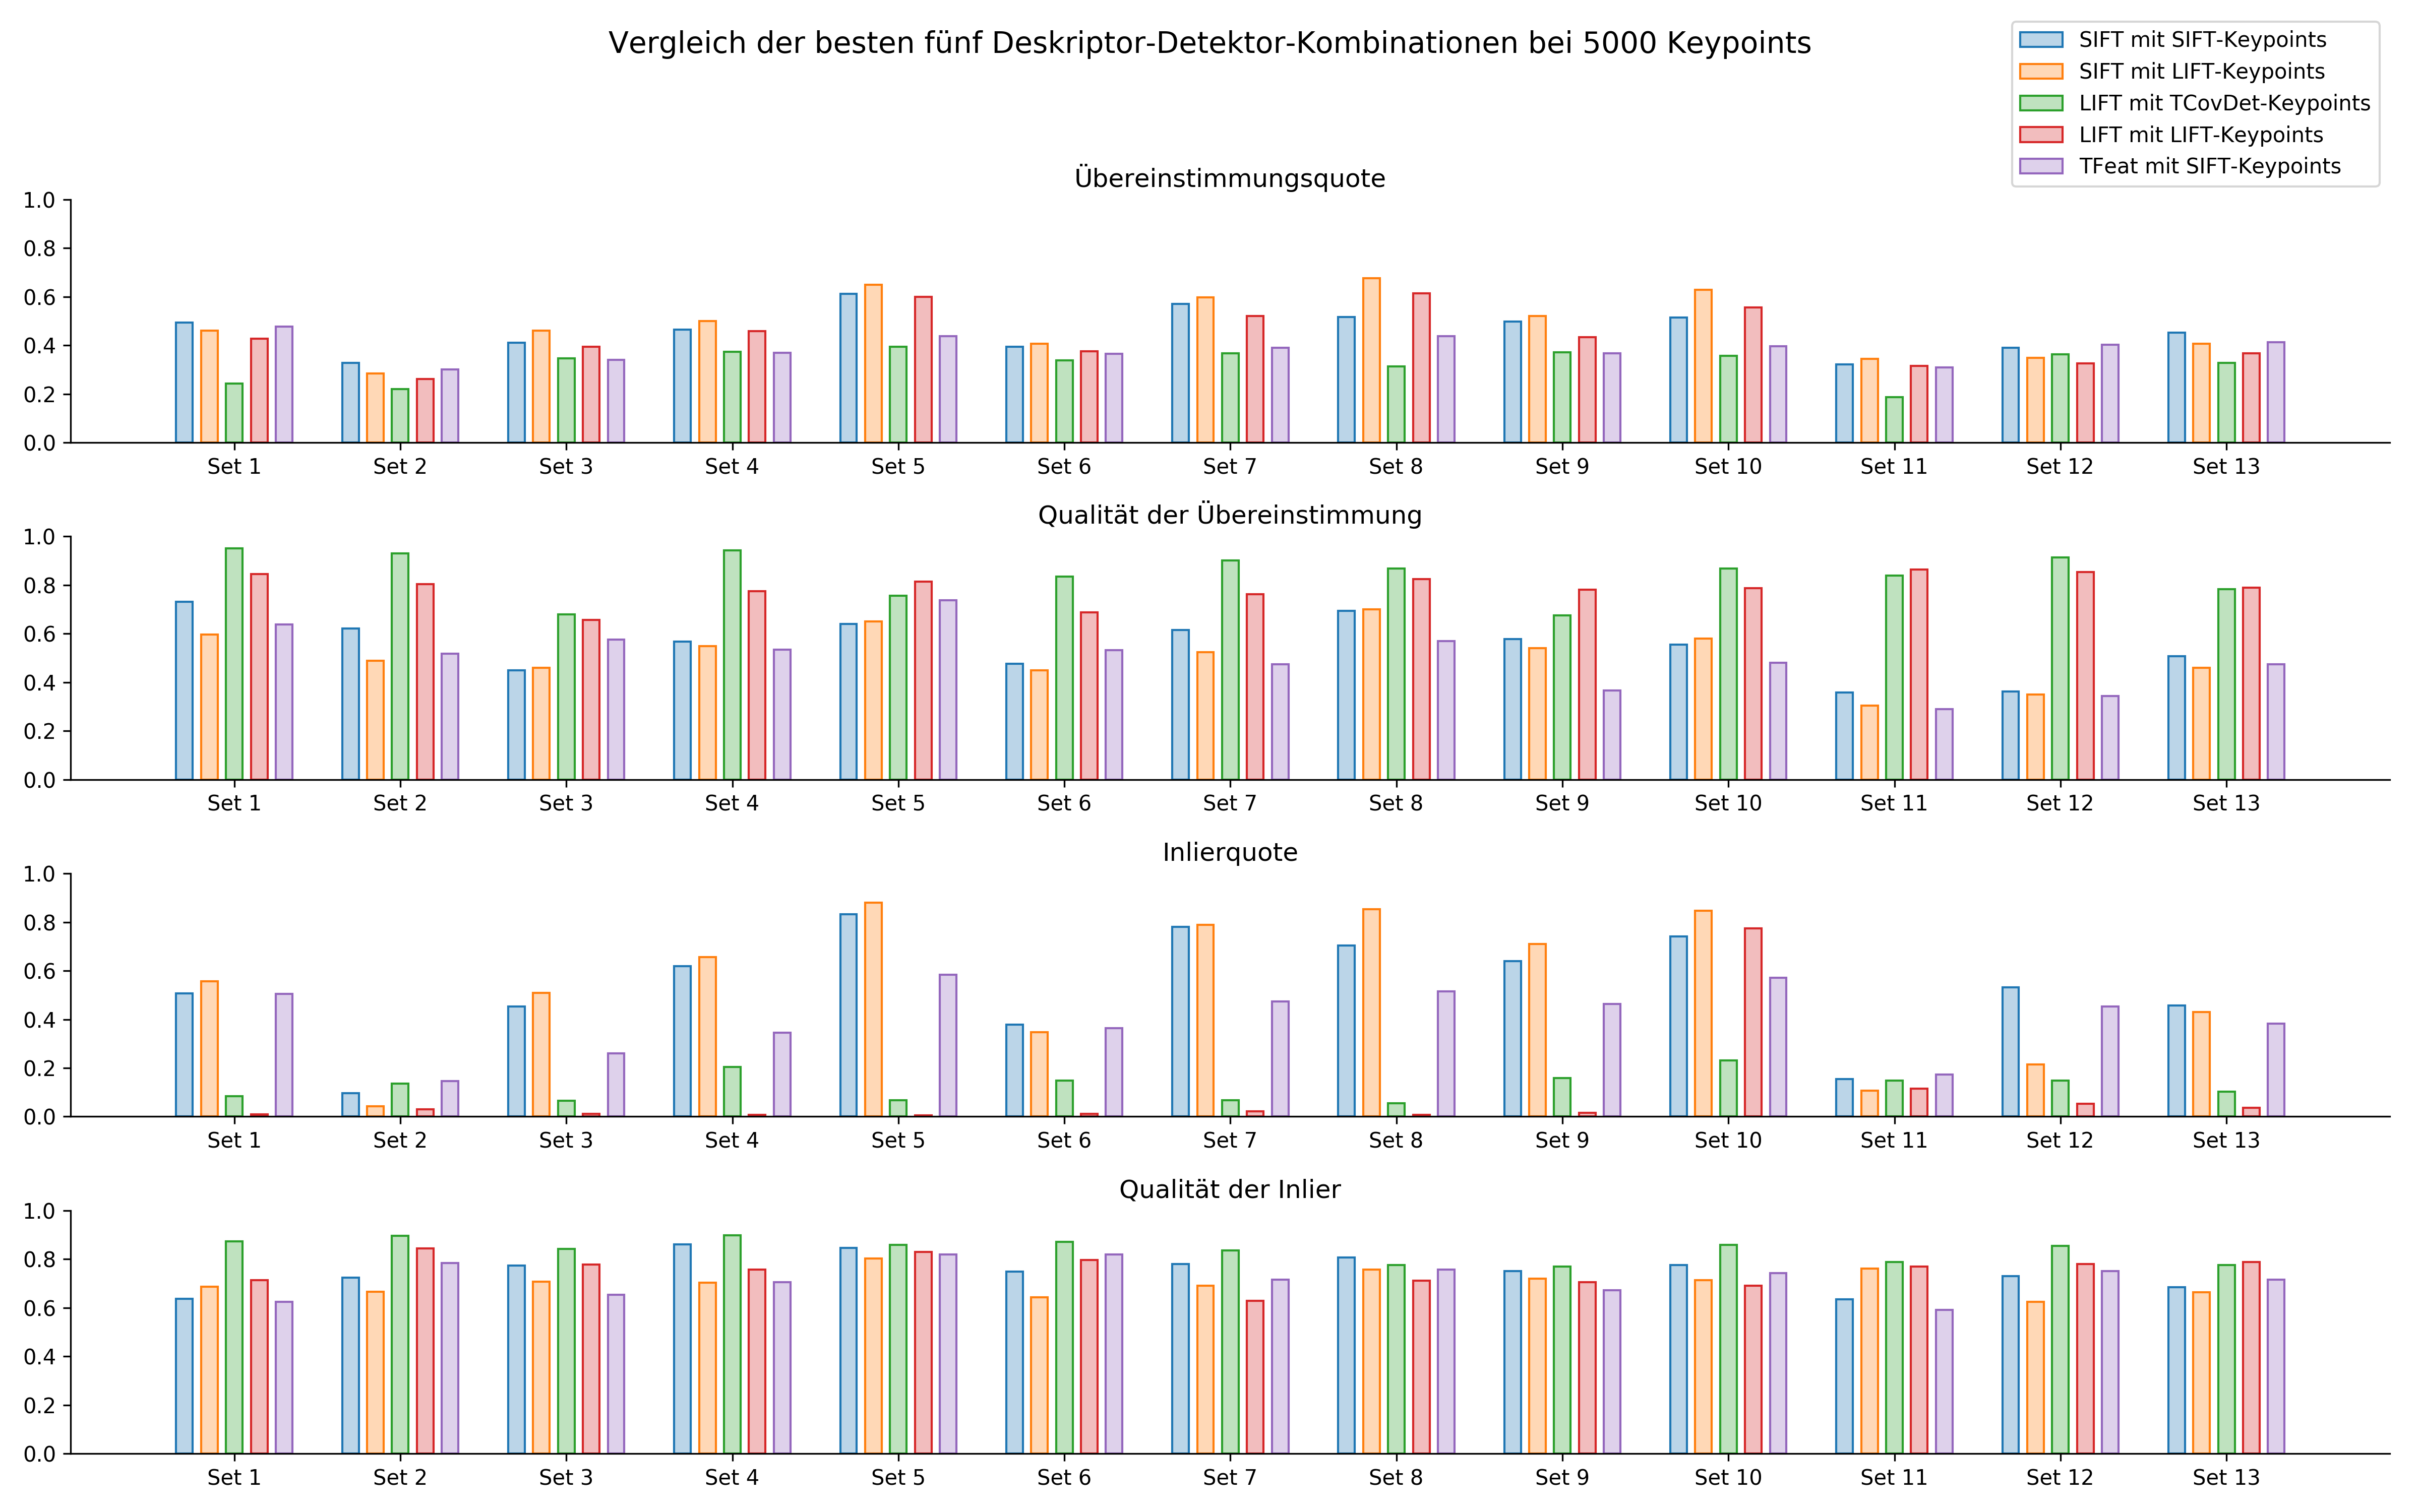 Vergleich der besten fünf Deskriptor-Detektor-Kombinationen bei 5000 Keypoints
SIFT mit SIFT-Keypoints
SIFT mit LIFT-Keypoints
LIFT mit TCovDet-Keypoints
LIFT mit LIFT-Keypoints
TFeat mit SIFT-Keypoints
Übereinstimmungsquote
1.0
0.8
0.6
0.4
0.2
0.0
Set 1 Set 2 Set 3 Set 4 Set 5 Set 6 Set 7 Set 8 Set 9 Set 10 Set 11 Set 12 Set 13
Qualität der Übereinstimmung
1.0
0.8
0.6
0.4
0.2
0.0
Set 1 Set 2 Set 3 Set 4 Set 5 Set 6 Set 7 Set 8 Set 9 Set 10 Set 11 Set 12 Set 13
Inlierquote
1.0
0.8
0.6
0.4
0.2
0.0
Set 1 Set 2 Set 3 Set 4 Set 5 Set 6 Set 7 Set 8 Set 9 Set 10 Set 11 Set 12 Set 13
Qualität der Inlier
1.0
0.8
0.6
0.4
0.2
0.0
Set 1 Set 2 Set 3 Set 4 Set 5 Set 6 Set 7 Set 8 Set 9 Set 10 Set 11 Set 12 Set 13